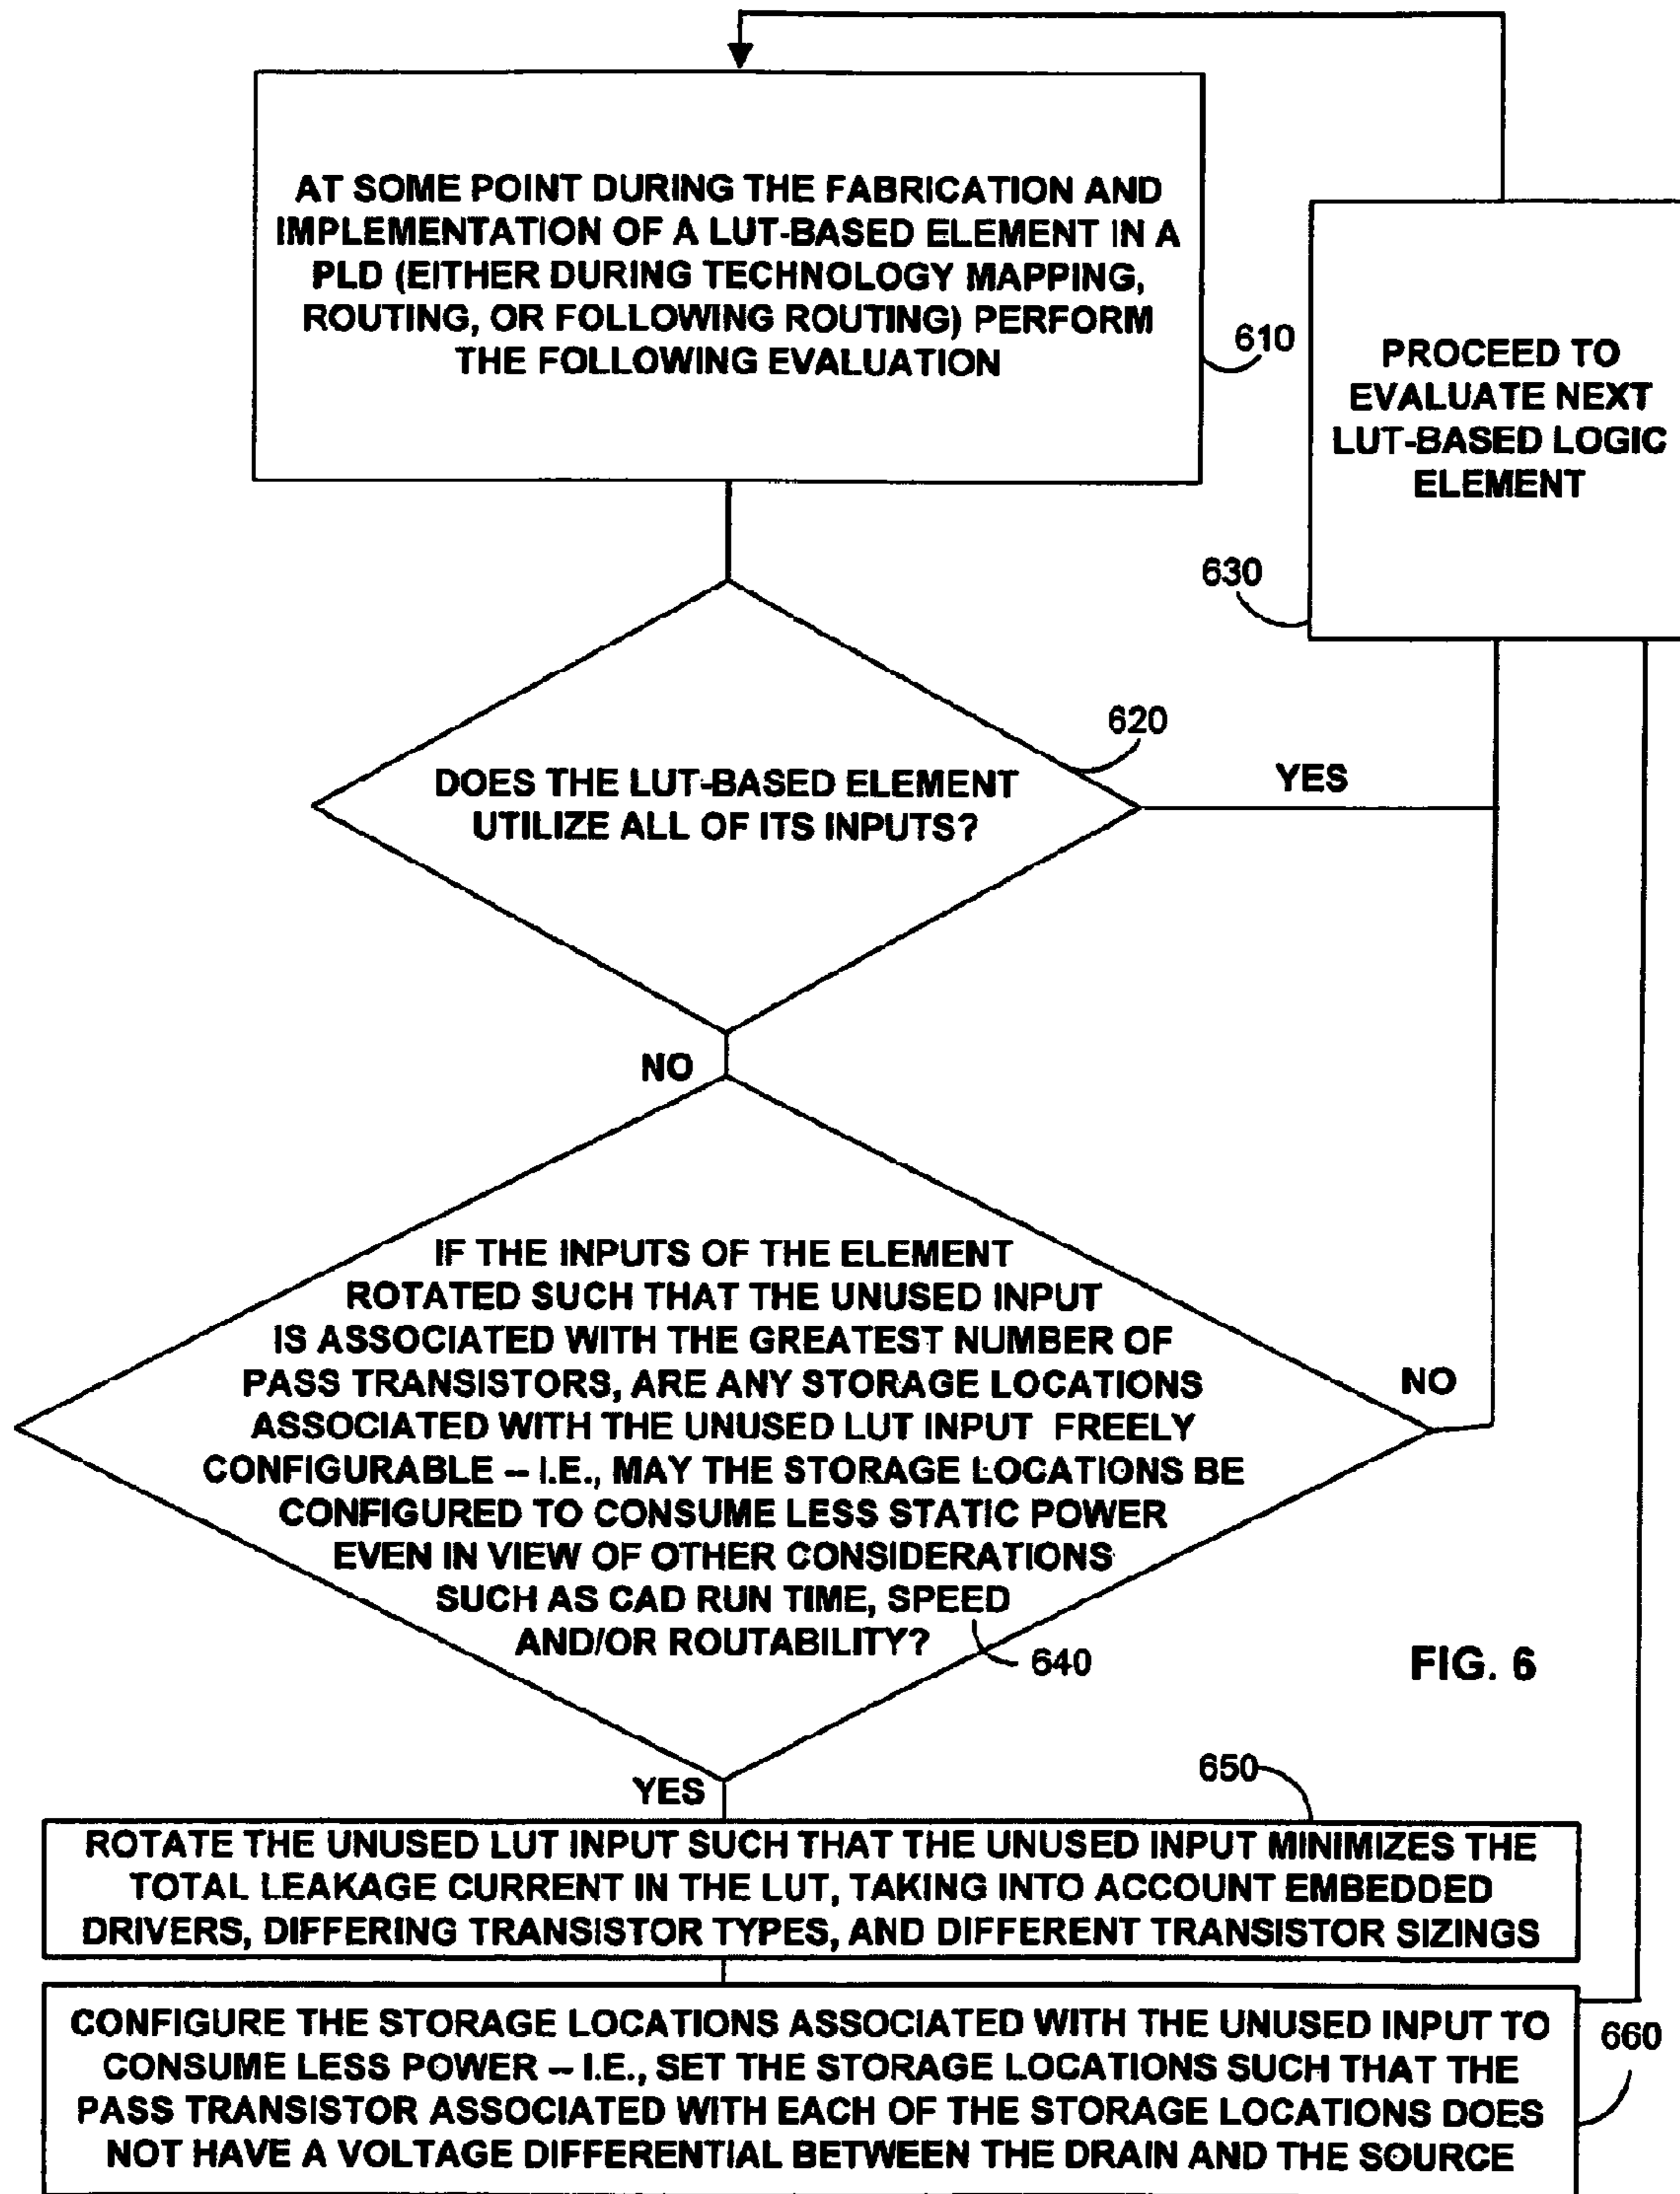 AT SOME POINT DURING THE FABRICATION AND
IMPLEMENTATION OF A LUT-BASED ELEMENT IN A
PLD (EITHER DURING TECHNOLOGY MAPPING,
ROUTING, OR FOLLOWING ROUTING) PERFORM
THE FOLLOWING EVALUATION
610
PROCEED TO
EVALUATE NEXT
LUT-BASED LOGIC
ELEMENT
630
620
DOES THE LUT-BASED ELEMENT
UTILIZE ALL OF ITS INPUTS?
YES
NO
IF THE INPUTS OF THE ELEMENT
ROTATED SUCH THAT THE UNUSED INPUT
IS ASSOCIATED WITH THE GREATEST NUMBER OF
PASS TRANSISTORS, ARE ANY STORAGE LOCATIONS
ASSOCIATED WITH THE UNUSED LUT INPUT FREELY
CONFIGURABLE – I.E., MAY THE STORAGE LOCATIONS BE
CONFIGURED TO CONSUME LESS STATIC POWER
EVEN IN VIEW OF OTHER CONSIDERATIONS
SUCH AS CAD RUN TIME, SPEED
AND/OR ROUTABILITY?
NO
640
FIG. 6
YES
650
ROTATE THE UNUSED LUT INPUT SUCH THAT THE UNUSED INPUT MINIMIZES THE
TOTAL LEAKAGE CURRENT IN THE LUT, TAKING INTO ACCOUNT EMBEDDED
DRIVERS, DIFFERING TRANSISTOR TYPES, AND DIFFERENT TRANSISTOR SIZINGS
CONFIGURE THE STORAGE LOCATIONS ASSOCIATED WITH THE UNUSED INPUT TO
CONSUME LESS POWER – I.E., SET THE STORAGE LOCATIONS SUCH THAT THE
PASS TRANSISTOR ASSOCIATED WITH EACH OF THE STORAGE LOCATIONS DOES
NOT HAVE A VOLTAGE DIFFERENTIAL BETWEEN THE DRAIN AND THE SOURCE
660